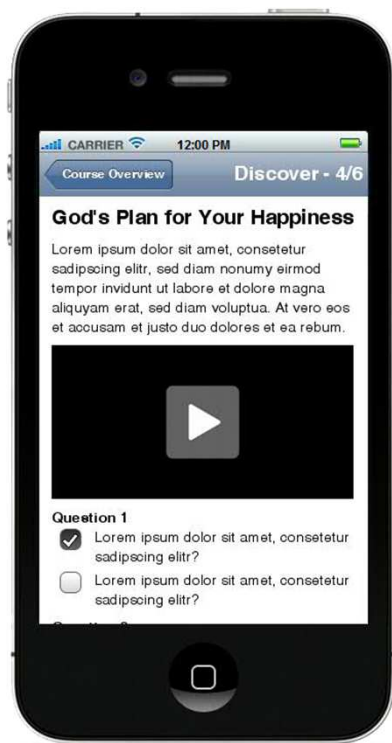 CARRIER 12:00 PM
Course Overview Discover - 4/6
God's Plan for Your Happiness
Lorem ipsum dolor sit amet, consetetur
sadipscing elitr, sed diam nonumy eirmod
tempor invidunt ut labore et dolore magna
aliquyam erat, sed diam voluptua. At vero eos
et accusam et justo duo dolores et ea rebum.
Question 1
Lorem ipsum dolor sit amet, consetetur
sadipscing elitr?
Lorem ipsum dolor sit amet, consetetur
sadipscing elitr?